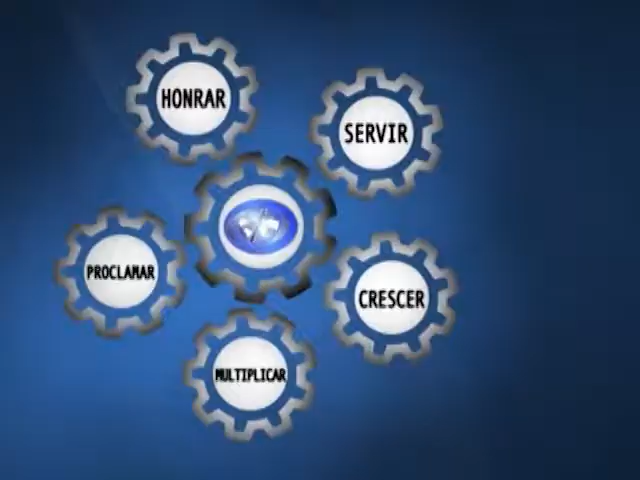 HONRAR
SERVIR
PROCLAMAR
CRESCER
MULTIPLICAR